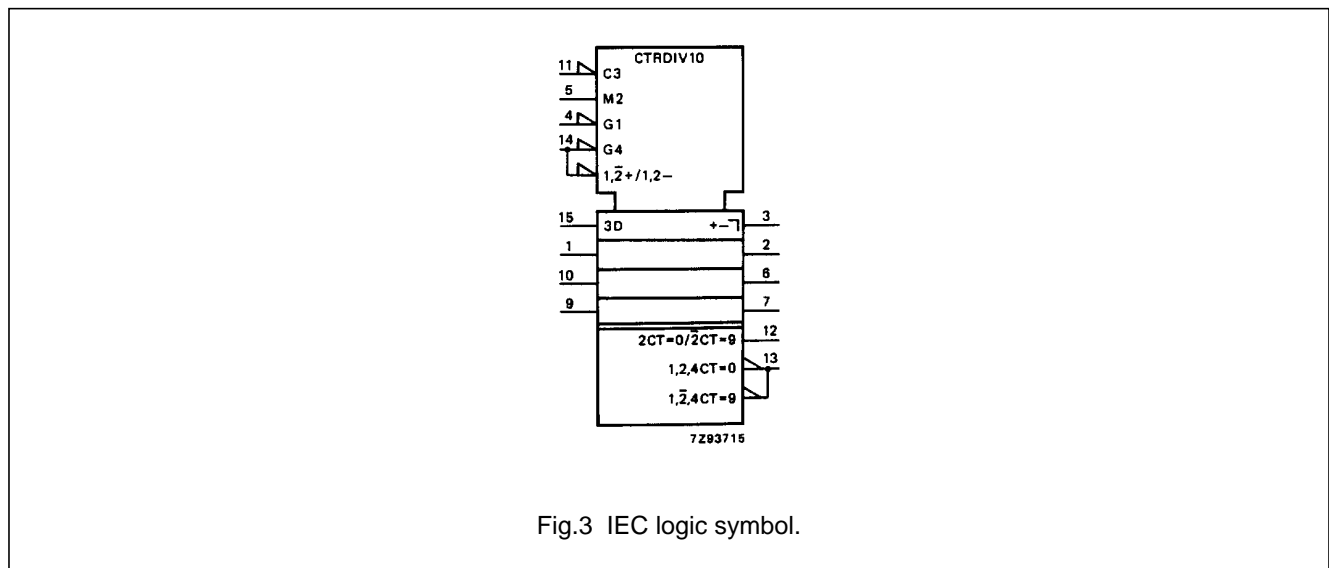 CTRDIV10
11 C3
5 M2
4 G1
14 G4
1,2̅+/1,2−
15 3D +−┐ 3
1 2
10 6
9 7
2CT=0/2̅CT=9 12
1,2,4CT=0 13
1,2̅,4CT=9
7Z93715
Fig.3 IEC logic symbol.